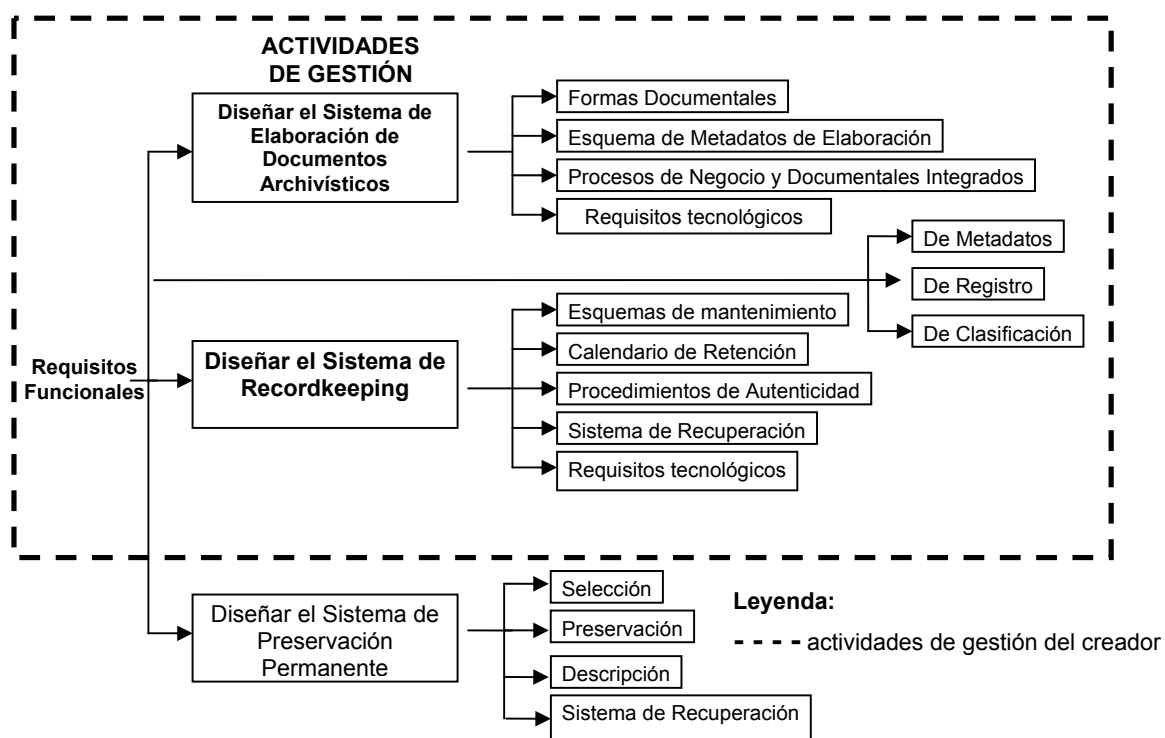 ACTIVIDADES
DE GESTIÓN
Diseñar el Sistema de
Elaboración de
Documentos
Archivísticos
Formas Documentales
Esquema de Metadatos de Elaboración
Procesos de Negocio y Documentales Integrados
Requisitos tecnológicos
De Metadatos
De Registro
De Clasificación
Requisitos
Funcionales
Diseñar el Sistema de
Recordkeeping
Esquemas de mantenimiento
Calendario de Retención
Procedimientos de Autenticidad
Sistema de Recuperación
Requisitos tecnológicos
Diseñar el Sistema de
Preservación
Permanente
Selección
Preservación
Descripción
Sistema de Recuperación
Leyenda:
actividades de gestión del creador